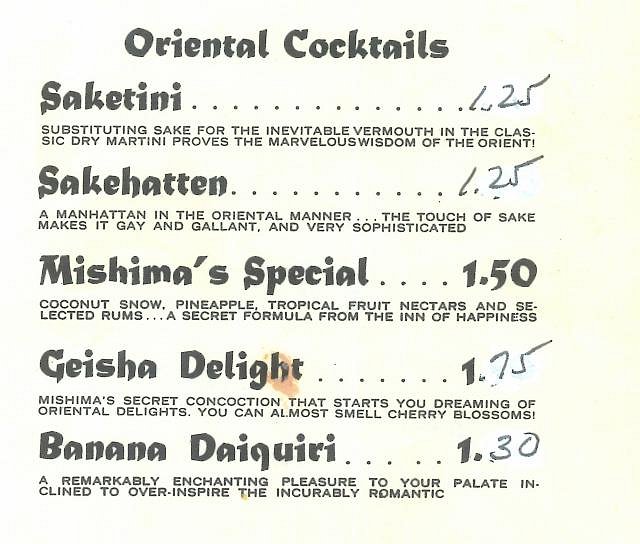 Oriental Cocktails
Saketini . . . . . . . . . . . . . . . 1.25
SUBSTITUTING SAKE FOR THE INEVITABLE VERMOUTH IN THE CLAS-
SIC DRY MARTINI PROVES THE MARVELOUSWISDOM OF THE ORIENT!
Sakehatten. . . . . . . . . . . . 1.25
A MANHATTAN IN THE ORIENTAL MANNER . . . THE TOUCH OF SAKE
MAKES IT GAY AND GALLANT, AND VERY SOPHISTICATED
Mishima's Special . . . . 1.50
COCONUT SNOW, PINEAPPLE, TROPICAL FRUIT NECTARS AND SE-
LECTED RUMS . . . A SECRET FORMULA FROM THE INN OF HAPPINESS
Geisha Delight . . . . . . . 1.75
MISHIMA'S SECRET CONCOCTION THAT STARTS YOU DREAMING OF
ORIENTAL DELIGHTS. YOU CAN ALMOST SMELL CHERRY BLOSSOMS!
Banana Daiquiri . . . . . 1.30
A REMARKABLY ENCHANTING PLEASURE TO YOUR PALATE IN-
CLINED TO OVER-INSPIRE THE INCURABLY ROMANTIC